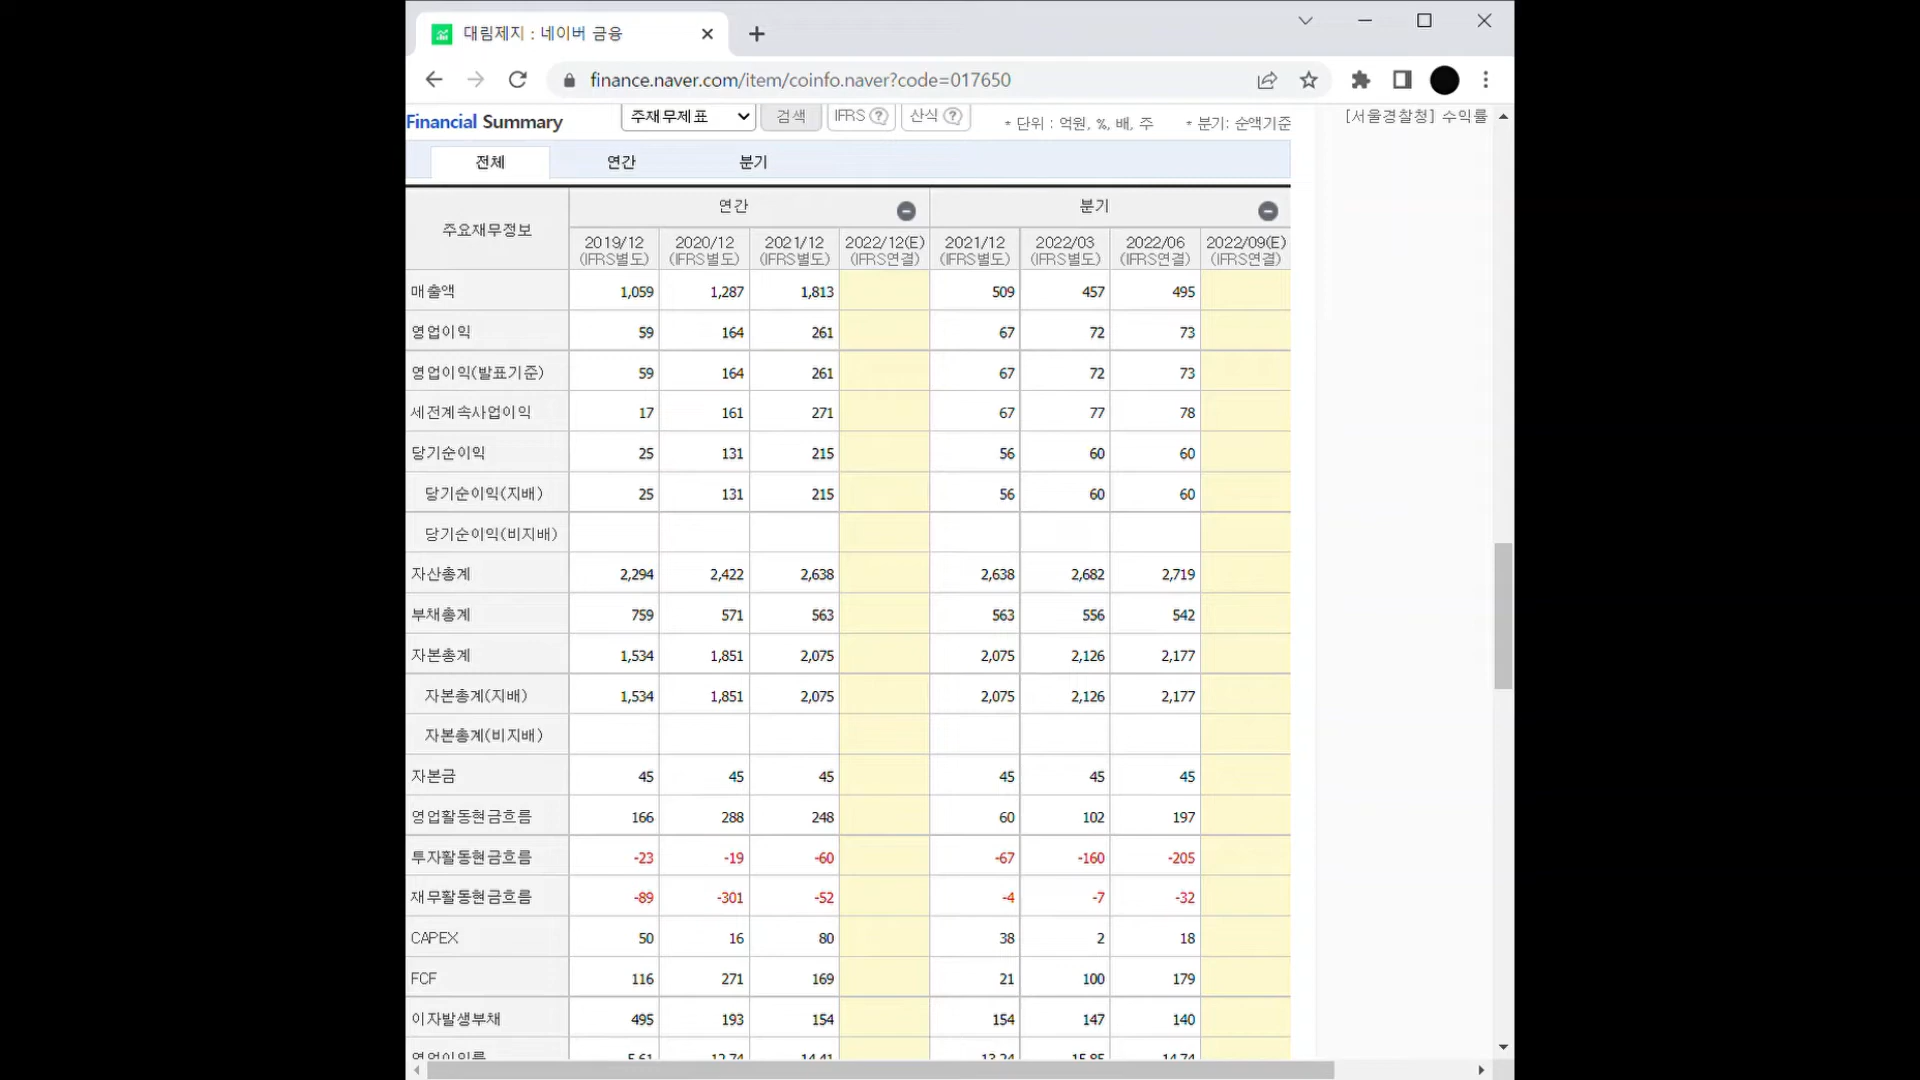 대림제지 : 네이버 금융
finance.naver.com/item/coinfo.naver?code=017650
Financial Summary 주재무제표 검색 IFRS ? 산식 ? * 단위 : 억원, %, 배, 주 * 분기: 순액기준 [서울경찰청] 수익률
전체 연간 분기
주요재무정보 연간 분기
2019/12 2020/12 2021/12 2022/12(E) 2021/12 2022/03 2022/06 2022/09(E)
(IFRS별도) (IFRS별도) (IFRS별도) (IFRS연결) (IFRS별도) (IFRS별도) (IFRS연결) (IFRS연결)
매출액 1,059 1,287 1,813 509 457 495
영업이익 59 164 261 67 72 73
영업이익(발표기준) 59 164 261 67 72 73
세전계속사업이익 17 161 271 67 77 78
당기순이익 25 131 215 56 60 60
당기순이익(지배) 25 131 215 56 60 60
당기순이익(비지배)
자산총계 2,294 2,422 2,638 2,638 2,682 2,719
부채총계 759 571 563 563 556 542
자본총계 1,534 1,851 2,075 2,075 2,126 2,177
자본총계(지배) 1,534 1,851 2,075 2,075 2,126 2,177
자본총계(비지배)
자본금 45 45 45 45 45 45
영업활동현금흐름 166 288 248 60 102 197
투자활동현금흐름 -23 -19 -60 -67 -160 -205
재무활동현금흐름 -89 -301 -52 -4 -7 -32
CAPEX 50 16 80 38 2 18
FCF 116 271 169 21 100 179
이자발생부채 495 193 154 154 147 140
영업이익률 5.61 12.74 14.41 13.24 15.85 14.74